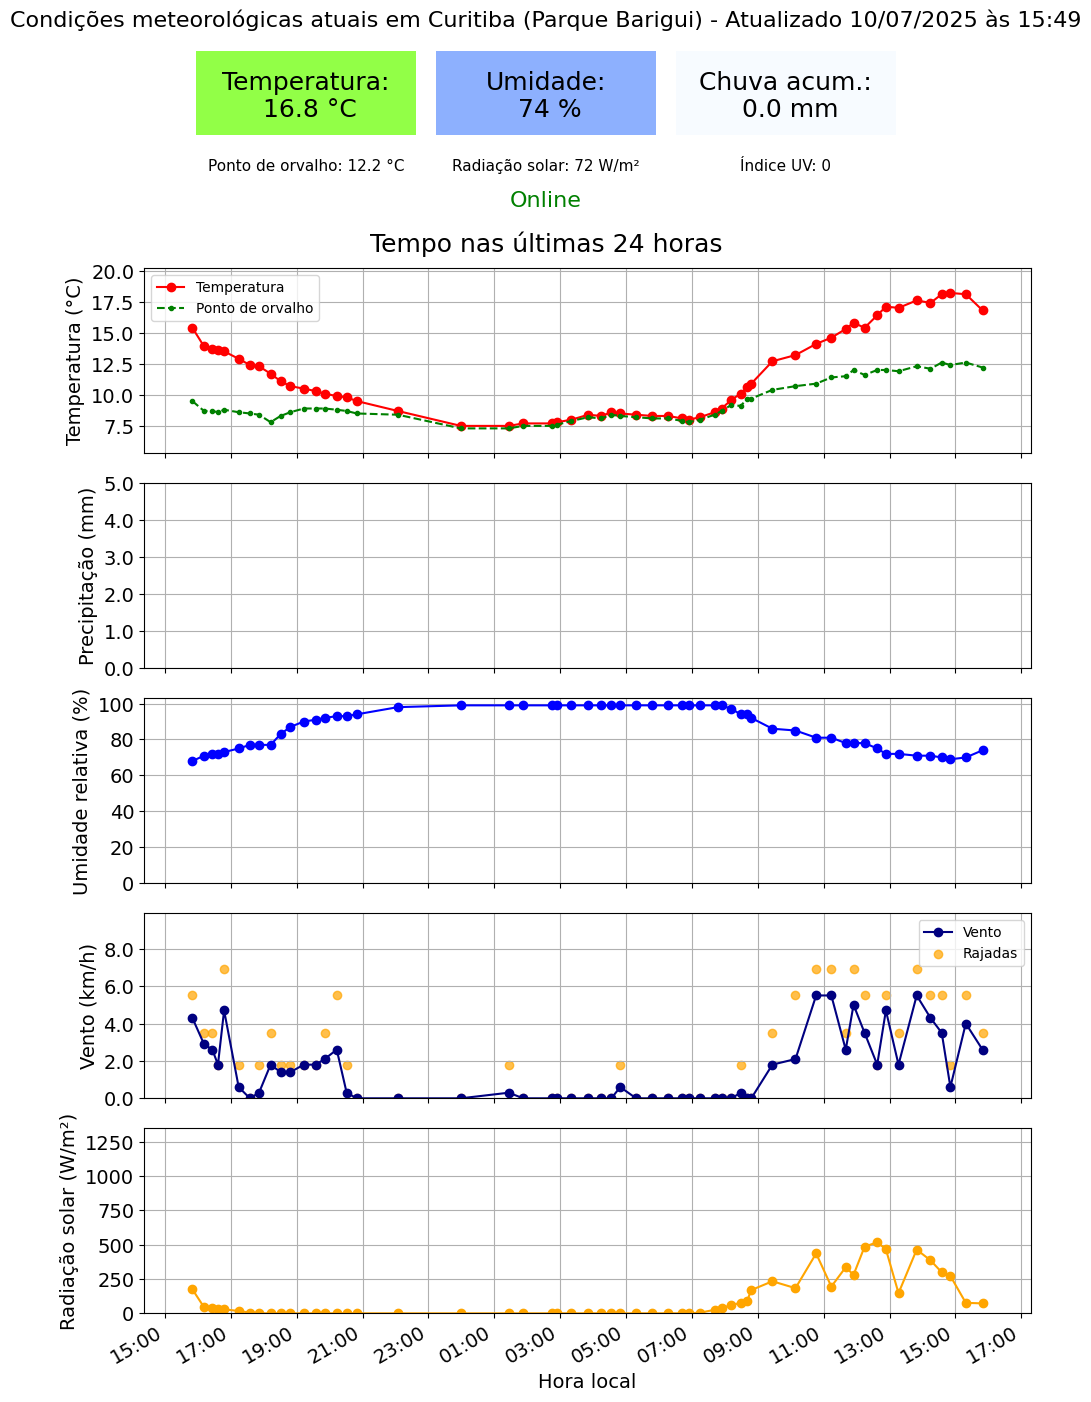 Condições meteorológicas atuais em Curitiba (Parque Barigui) - Atualizado 10/07/2025 às 15:49
Temperatura:
16.8 °C
Umidade:
74 %
Chuva acum.:
0.0 mm
Ponto de orvalho: 12.2 °C
Radiação solar: 72 W/m²
Índice UV: 0
Online
Tempo nas últimas 24 horas
Temperatura (°C)
20.0
17.5
15.0
12.5
10.0
7.5
Temperatura
Ponto de orvalho
Precipitação (mm)
5.0
4.0
3.0
2.0
1.0
0.0
Umidade relativa (%)
100
80
60
40
20
0
Vento (km/h)
8.0
6.0
4.0
2.0
0.0
Vento
Rajadas
Radiação solar (W/m²)
1250
1000
750
500
250
0
15:00
17:00
19:00
21:00
23:00
01:00
03:00
05:00
07:00
09:00
11:00
13:00
15:00
17:00
Hora local